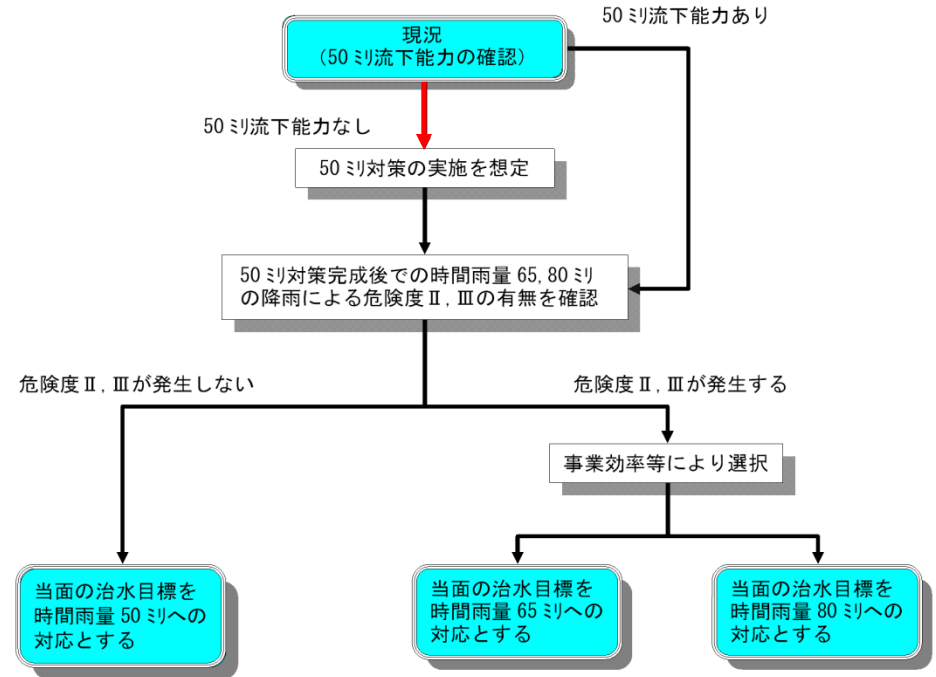 50ミリ流下能力あり
現況
(50ミリ流下能力の確認)
50ミリ流下能力なし
50ミリ対策の実施を想定
50ミリ対策完成後での時間雨量65,80ミリ
の降雨による危険度Ⅱ,Ⅲの有無を確認
危険度Ⅱ,Ⅲが発生しない
危険度Ⅱ,Ⅲが発生する
事業効率等により選択
当面の治水目標を
時間雨量50ミリへの
対応とする
当面の治水目標を
時間雨量65ミリへの
対応とする
当面の治水目標を
時間雨量80ミリへの
対応とする